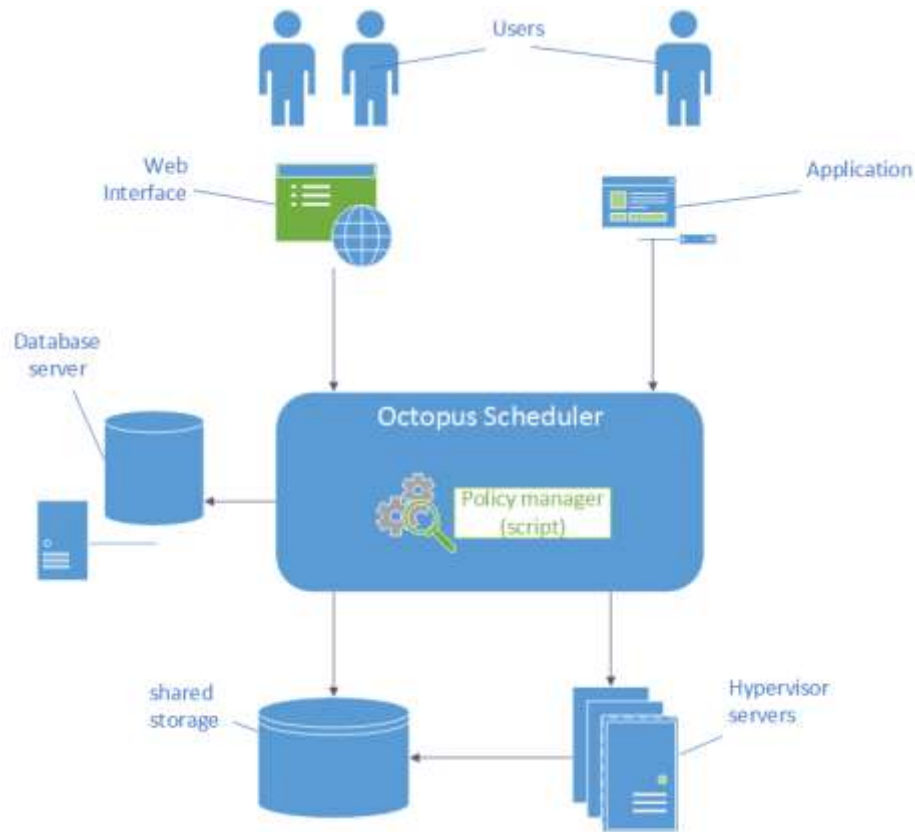 Users
Web
Interface
Application
Database
server
Octopus Scheduler
Policy manager
(script)
shared
storage
Hypervisor
servers